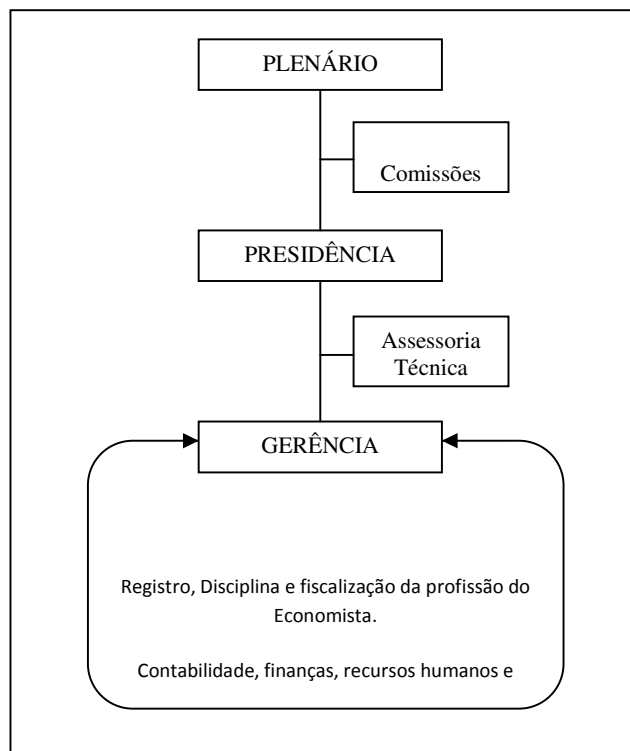 PLENÁRIO
Comissões
PRESIDÊNCIA
Assessoria
Técnica
GERÊNCIA
Registro, Disciplina e fiscalização da profissão do
Economista.
Contabilidade, finanças, recursos humanos e